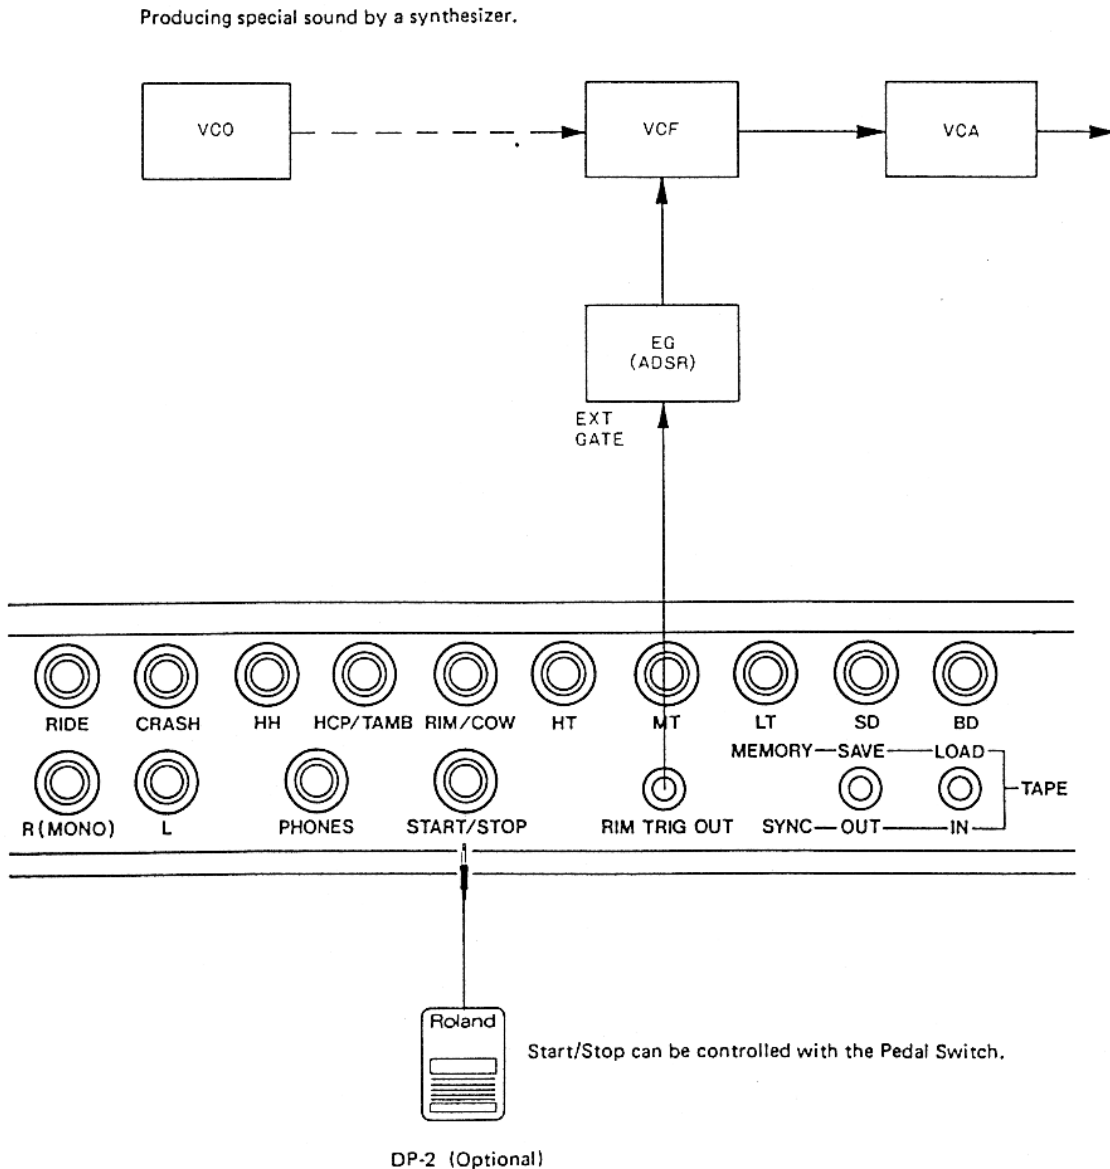 Producing special sound by a synthesizer.
VCO
VCF
VCA
EG
(ADSR)
EXT
GATE
RIDE CRASH HH HCP/TAMB RIM/COW HT MT LT SD BD
MEMORY SAVE LOAD
TAPE
R(MONO) L PHONES START/STOP RIM TRIG OUT SYNC OUT IN
Roland
Start/Stop can be controlled with the Pedal Switch.
DP-2 (Optional)